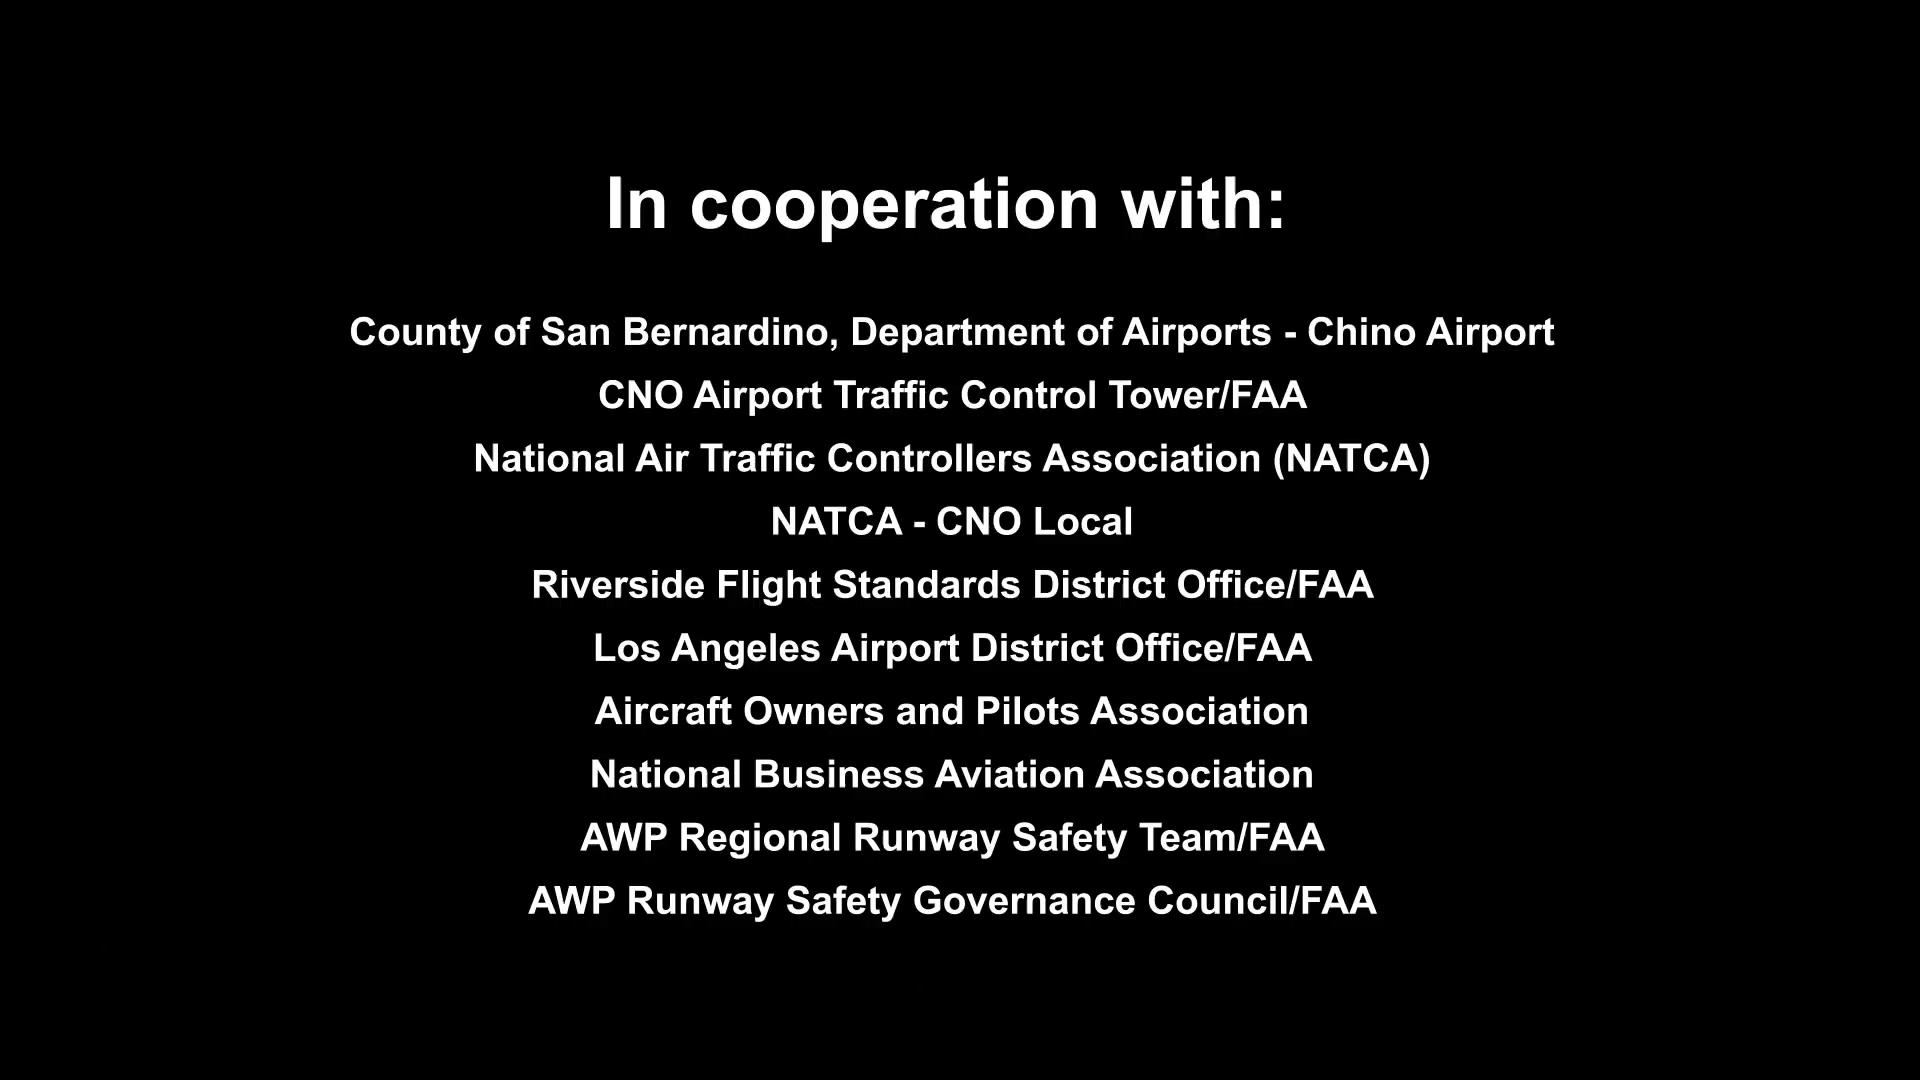 In cooperation with:
County of San Bernardino, Department of Airports - Chino Airport
CNO Airport Traffic Control Tower/FAA
National Air Traffic Controllers Association (NATCA)
NATCA - CNO Local
Riverside Flight Standards District Office/FAA
Los Angeles Airport District Office/FAA
Aircraft Owners and Pilots Association
National Business Aviation Association
AWP Regional Runway Safety Team/FAA
AWP Runway Safety Governance Council/FAA